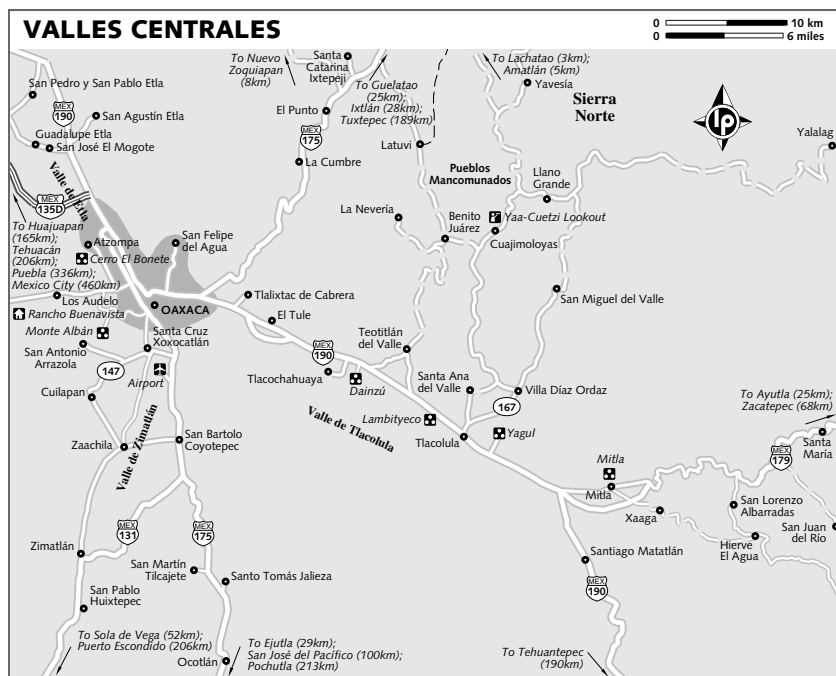 VALLES CENTRALES
0 10 km
0 6 miles
To Nuevo
Zoquiapan
(8km)
Santa
Catarina
Ixtepeji
To Guelatao
(25km);
Ixtlán (28km);
Tuxtepec (189km)
To Lachatao (3km);
Amatlán (5km)
Yavesía
Sierra
Norte
lp
Yalalag
San Pedro y San Pablo Etla
MEX
190
San Agustín Etla
El Punto
MEX
175
Guadalupe Etla
San José El Mogote
La Cumbre
Latuvi
Pueblos
Mancomunados
Llano
Grande
Valle de Etla
MEX
135D
To Huajuapan
(165km);
Tehuacán
(206km);
Puebla (336km);
Mexico City (460km)
Atzompa
San Felipe
del Agua
Cerro El Bonete
La Nevería
Benito
Juárez
Yaa-Cuetzi Lookout
Cuajimoloyas
Los Audelo
OAXACA
Tlalixtac de Cabrera
San Miguel del Valle
Rancho Buenavista
El Tule
Monte Albán
Santa Cruz
Xoxocotlán
Teotitlán
del Valle
San Antonio
Arrazola
147
Airport
MEX
190
Tlacochahuaya
Dainzú
Santa Ana
del Valle
Villa Díaz Ordaz
167
Cuilapan
Valle de Zimatlán
Valle de Tlacolula
Lambityeco
Tlacolula
Yagul
To Ayutla (25km);
Zacatepec (68km)
Santa
María
Zaachila
San Bartolo
Coyotepec
Mitla
Mitla
MEX
179
San Lorenzo
Albarradas
Xaaga
San Juan
del Río
Hierve
El Agua
MEX
131
MEX
175
Zimatlán
San Martín
Tilcajete
Santo Tomás Jalieza
Santiago Matatlán
MEX
190
San Pablo
Huixtepec
To Sola de Vega (52km);
Puerto Escondido (206km)
Ocotlán
To Ejutla (29km);
San José del Pacífico (100km);
Pochutla (213km)
To Tehuantepec
(190km)